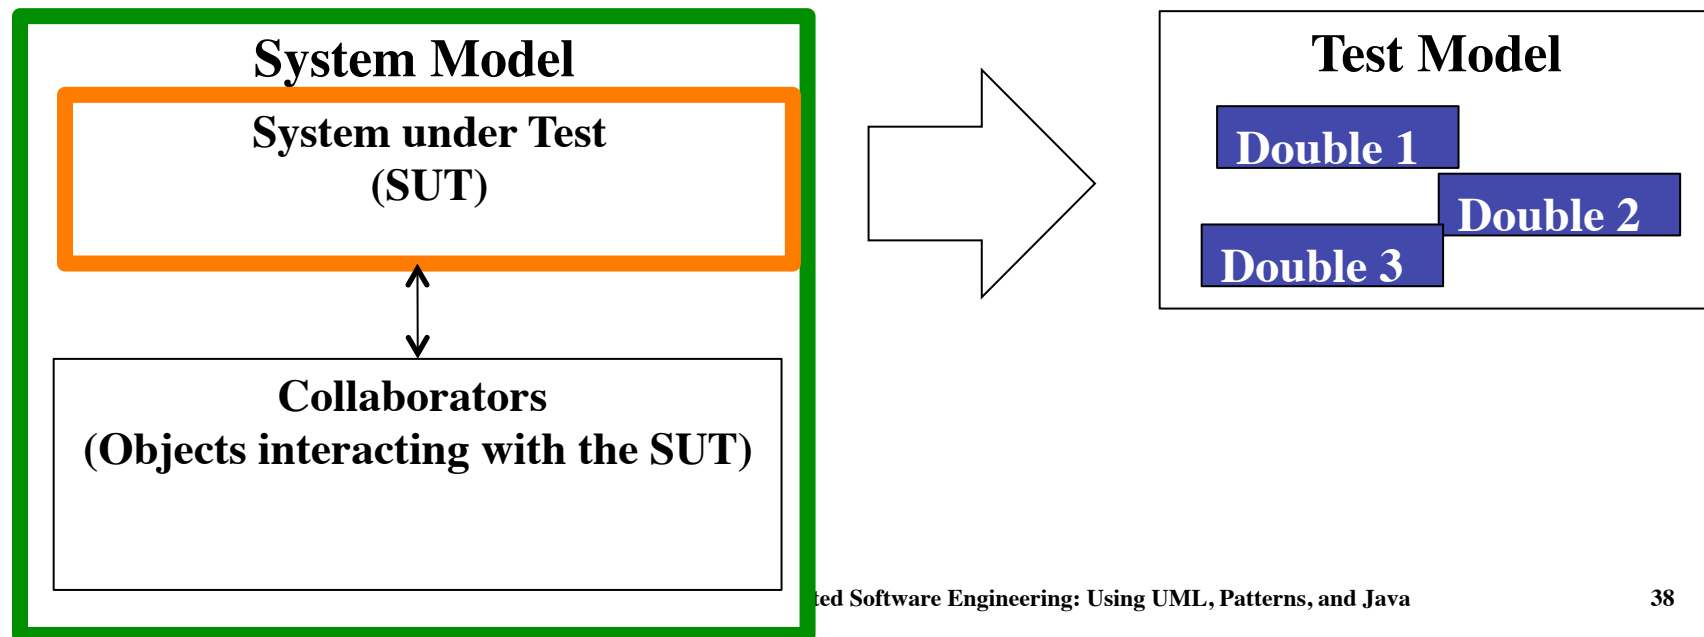 System Model
System under Test
(SUT)
Collaborators
(Objects interacting with the SUT)
Test Model
Double 1
Double 2
Double 3
Software Engineering: Using UML, Patterns, and Java
38